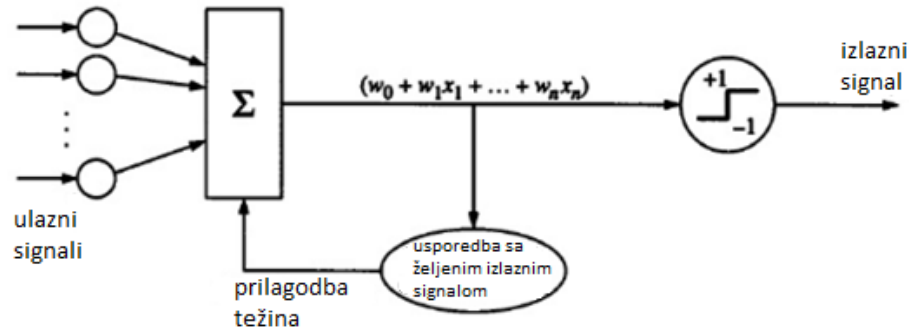 ulazni
signali
Σ
(w₀ + w₁x₁ + ... + wₙxₙ)
+1
−1
izlazni
signal
usporedba sa
željenim izlaznim
signalom
prilagodba
težina